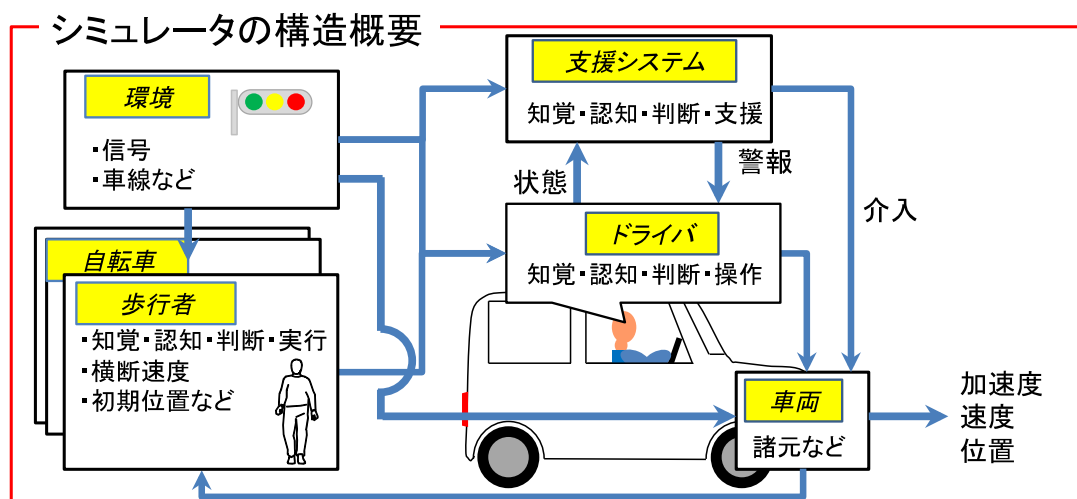 シミュレータの構造概要
環境
・信号
・車線など
自転車
歩行者
・知覚・認知・判断・実行
・横断速度
・初期位置など
支援システム
知覚・認知・判断・支援
状態
警報
ドライバ
知覚・認知・判断・操作
介入
車両
諸元など
加速度
速度
位置